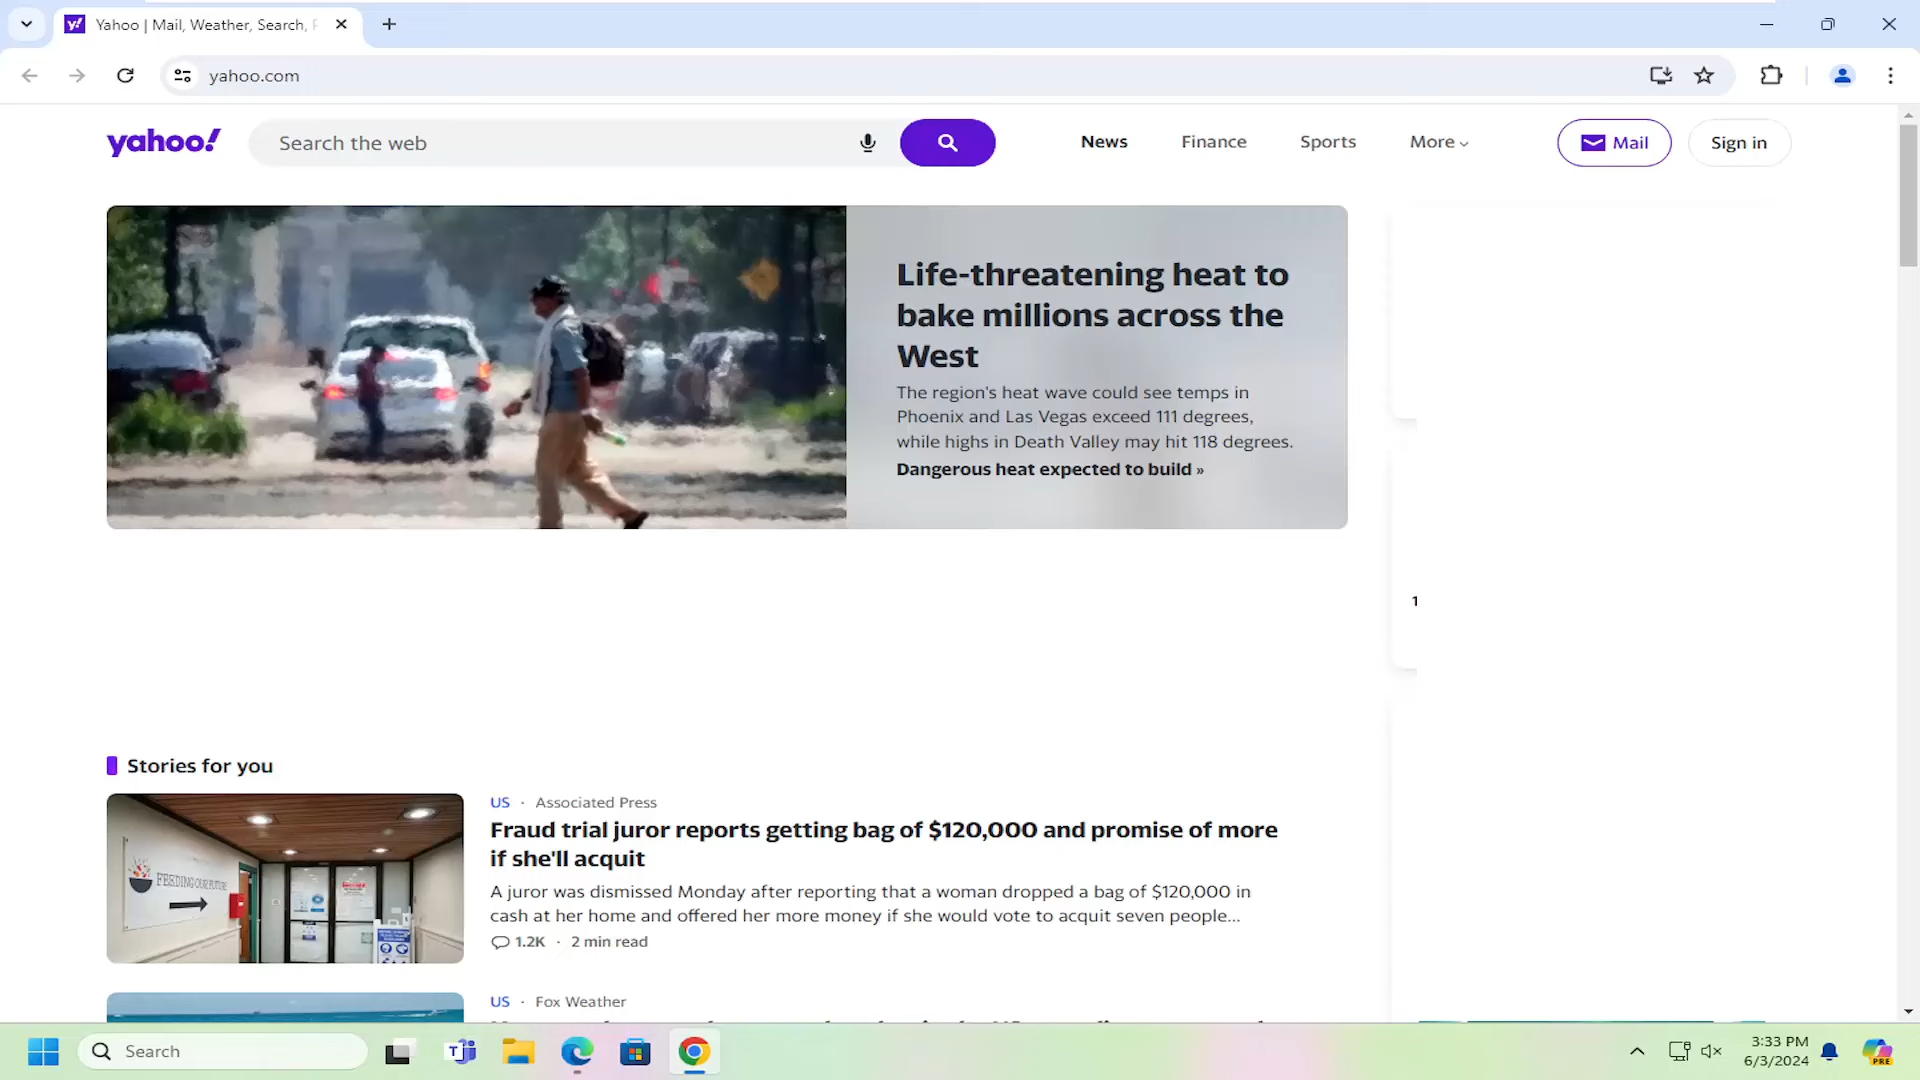 Yahoo | Mail, Weather, Search,
yahoo.com
yahoo!
Search the web
News
Finance
Sports
More
Mail
Sign in
Life-threatening heat to
bake millions across the
West
The region's heat wave could see temps in
Phoenix and Las Vegas exceed 111 degrees,
while highs in Death Valley may hit 118 degrees.
Dangerous heat expected to build »
1
Stories for you
FEEDING OUR FUTURE
US · Associated Press
Fraud trial juror reports getting bag of $120,000 and promise of more
if she'll acquit
A juror was dismissed Monday after reporting that a woman dropped a bag of $120,000 in
cash at her home and offered her more money if she would vote to acquit seven people...
1.2K · 2 min read
US · Fox Weather
Search
PRE
3:33 PM
6/3/2024